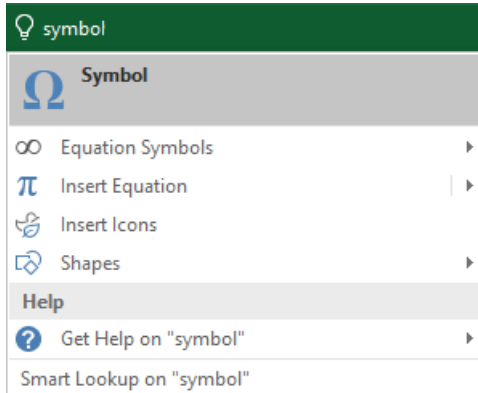 symbol
Symbol
Equation Symbols
Insert Equation
Insert Icons
Shapes
Help
Get Help on "symbol"
Smart Lookup on "symbol"